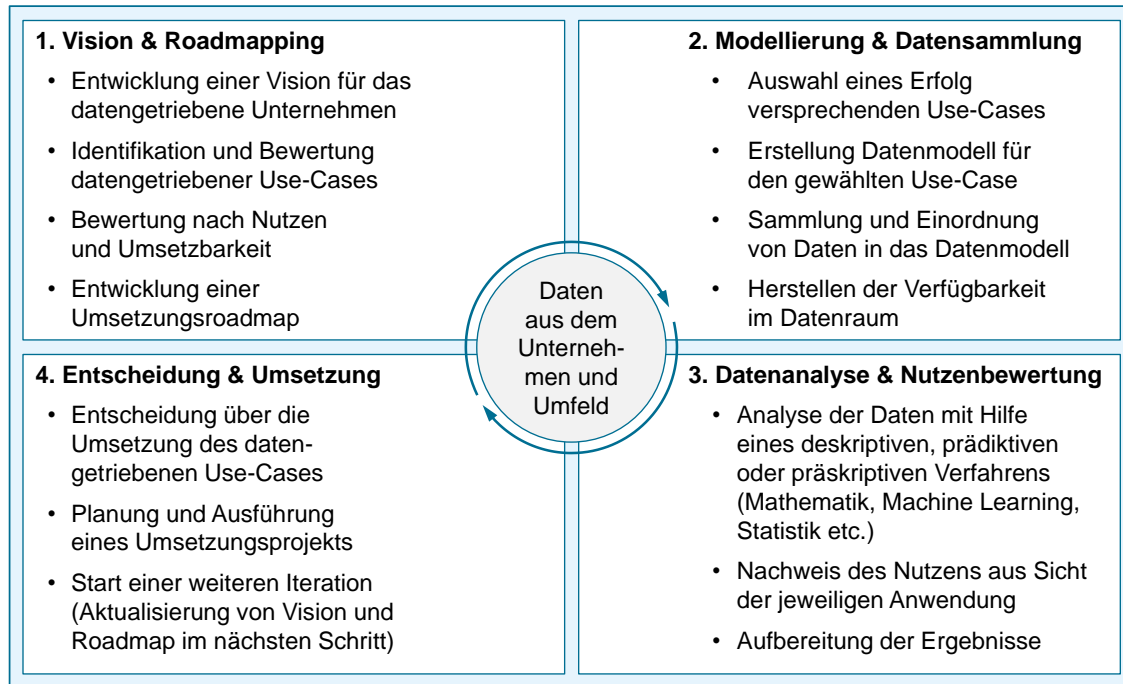 1. Vision & Roadmapping
• Entwicklung einer Vision für das
datengetriebene Unternehmen
• Identifikation und Bewertung
datengetriebener Use-Cases
• Bewertung nach Nutzen
und Umsetzbarkeit
• Entwicklung einer
Umsetzungsroadmap
2. Modellierung & Datensammlung
• Auswahl eines Erfolg
versprechenden Use-Cases
• Erstellung Datenmodell für
den gewählten Use-Case
• Sammlung und Einordnung
von Daten in das Datenmodell
• Herstellen der Verfügbarkeit
im Datenraum
Daten
aus dem
Unterneh-
men und
Umfeld
3. Datenanalyse & Nutzenbewertung
• Analyse der Daten mit Hilfe
eines deskriptiven, prädiktiven
oder präskriptiven Verfahrens
(Mathematik, Machine Learning,
Statistik etc.)
• Nachweis des Nutzens aus Sicht
der jeweiligen Anwendung
• Aufbereitung der Ergebnisse
4. Entscheidung & Umsetzung
• Entscheidung über die
Umsetzung des daten-
getriebenen Use-Cases
• Planung und Ausführung
eines Umsetzungsprojekts
• Start einer weiteren Iteration
(Aktualisierung von Vision und
Roadmap im nächsten Schritt)